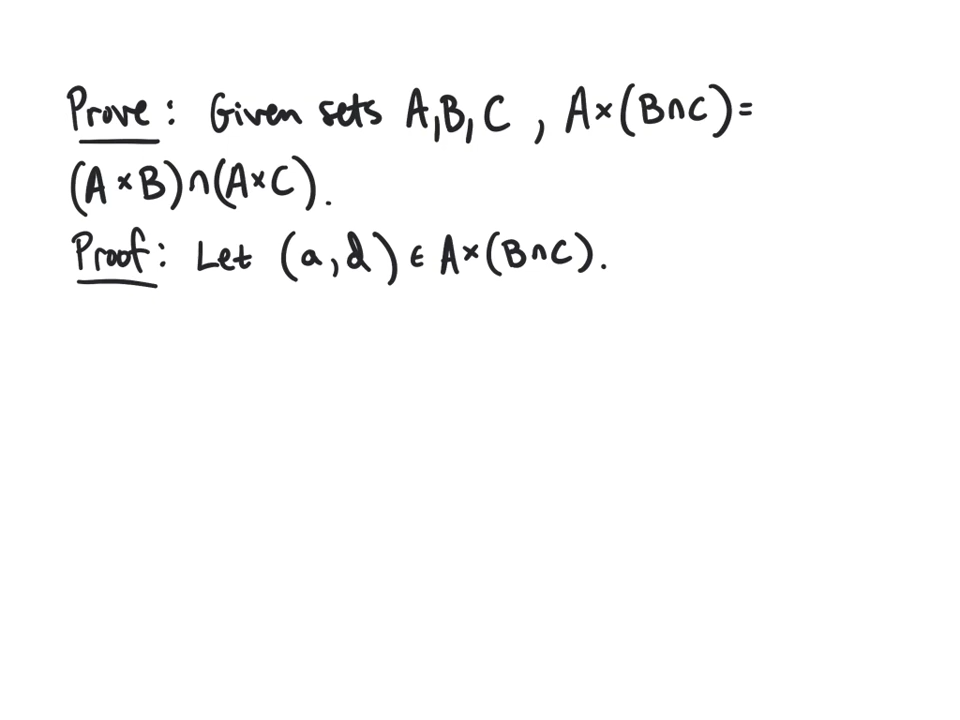 Prove: Given sets A,B,C , A×(B∩C)=
(A×B)∩(A×C).
Proof: Let (a,d) ∈ A×(B∩C).